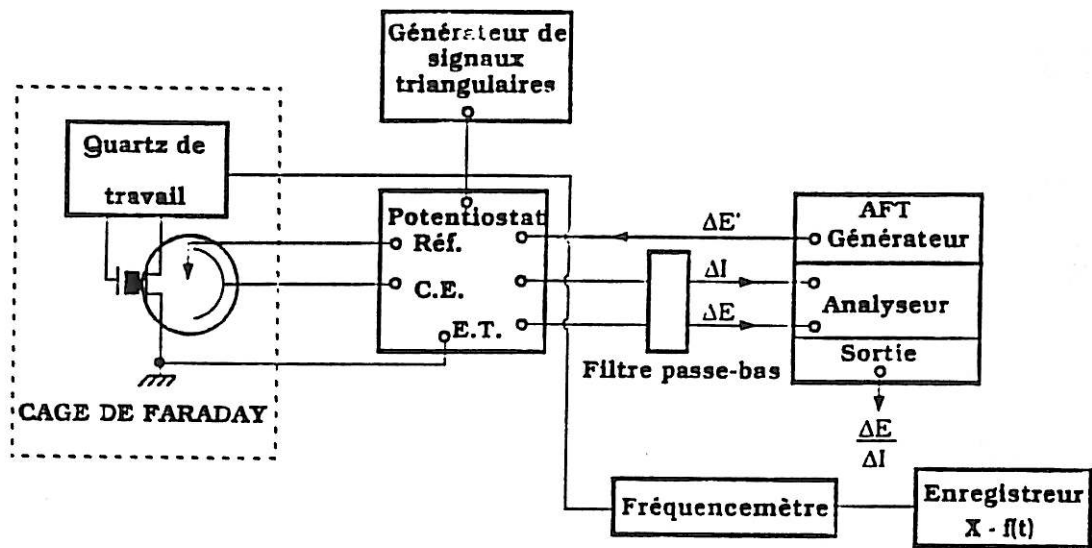 Générateur de
signaux
triangulaires
Quartz de
travail
Potentiostat
Réf.
C.E.
E.T.
CAGE DE FARADAY
ΔE'
ΔI
ΔE
Filtre passe-bas
AFT
Générateur
Analyseur
Sortie
ΔE
ΔI
Fréquencemètre
Enregistreur
X - f(t)